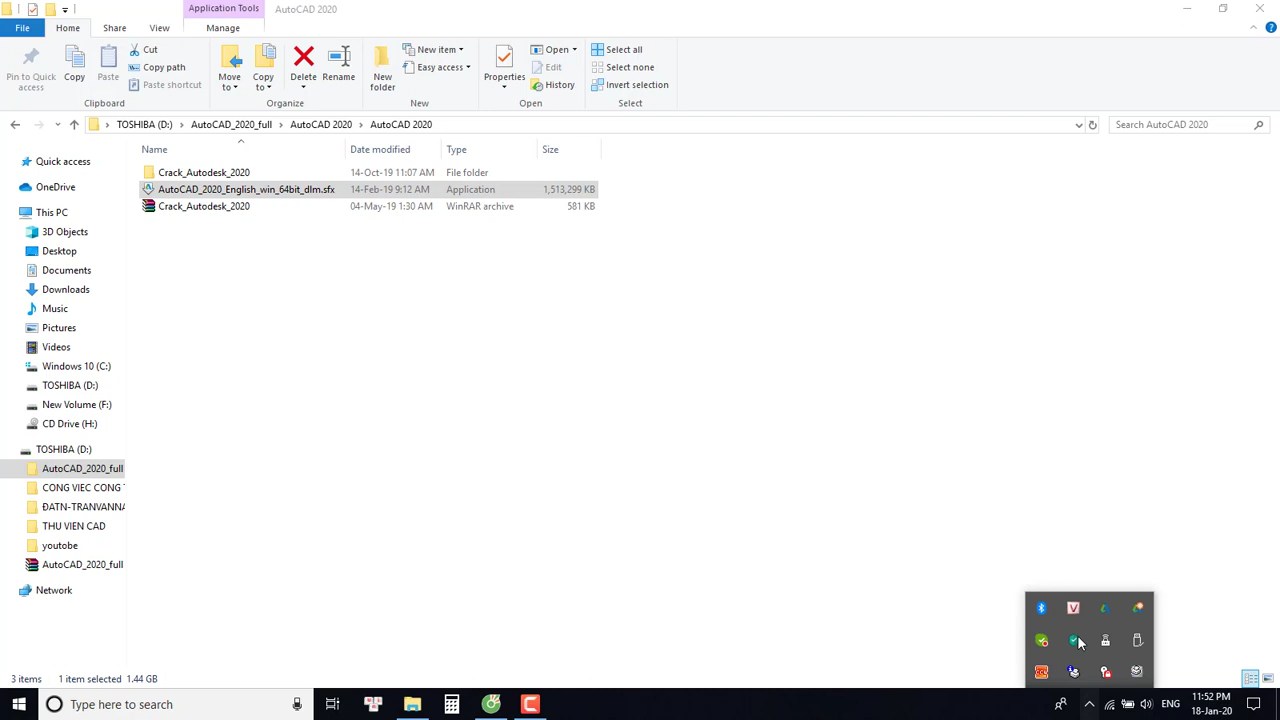 Application Tools AutoCAD 2020
File Home Share View Manage
Pin to Quick access
Copy
Paste
Cut
Copy path
Paste shortcut
Clipboard
Move to
Copy to
Delete
Rename
Organize
New folder
New item
Easy access
New
Properties
Open
Edit
History
Open
Select all
Select none
Invert selection
Select
TOSHIBA (D:) AutoCAD_2020_full AutoCAD 2020 AutoCAD 2020
Search AutoCAD 2020
Quick access
OneDrive
This PC
3D Objects
Desktop
Documents
Downloads
Music
Pictures
Videos
Windows 10 (C:)
TOSHIBA (D:)
New Volume (F:)
CD Drive (H:)
TOSHIBA (D:)
AutoCAD_2020_full
CONG VIEC CONG T
ĐATN-TRANVANNA
THU VIEN CAD
youtobe
AutoCAD_2020_full
Network
Name Date modified Type Size
Crack_Autodesk_2020 14-Oct-19 11:07 AM File folder
AutoCAD_2020_English_win_64bit_dlm.sfx 14-Feb-19 9:12 AM Application 1,513,299 KB
Crack_Autodesk_2020 04-May-19 1:30 AM WinRAR archive 581 KB
3 items 1 item selected 1.44 GB
Type here to search
ENG
11:52 PM
18-Jan-20